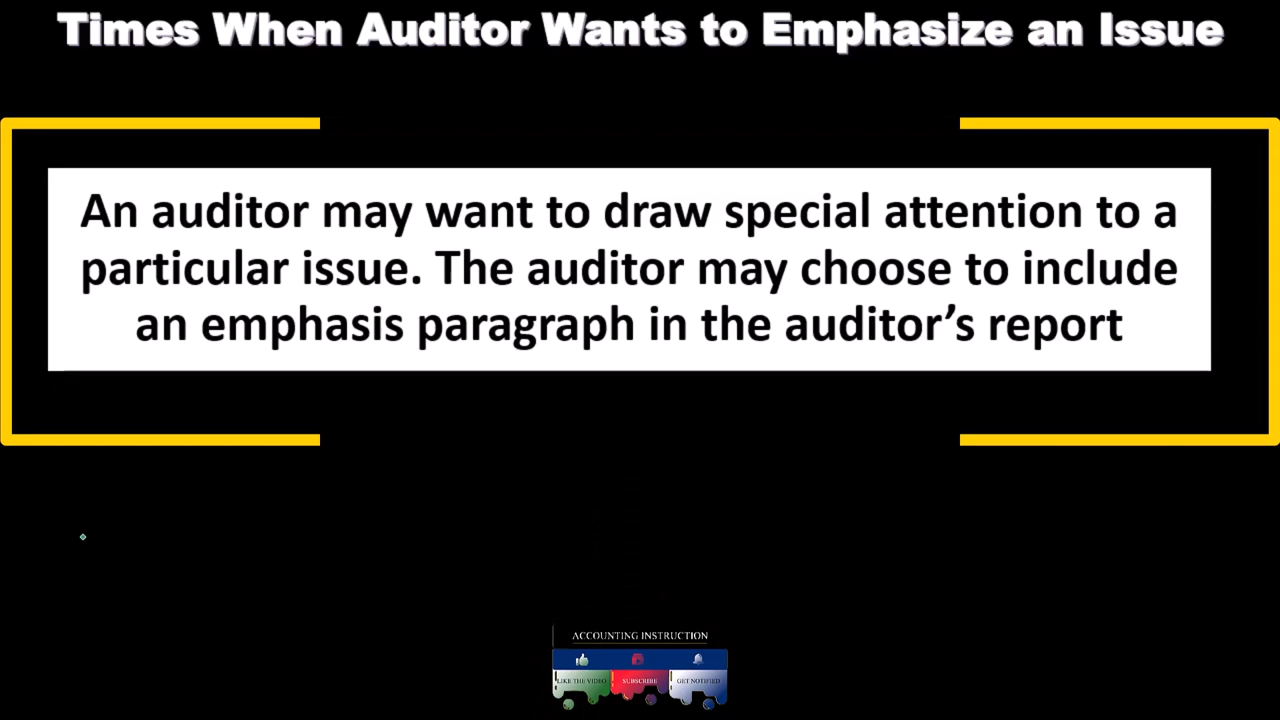 Times When Auditor Wants to Emphasize an Issue
An auditor may want to draw special attention to a
particular issue. The auditor may choose to include
an emphasis paragraph in the auditor’s report
ACCOUNTING INSTRUCTION
LIKE THE VIDEO SUBSCRIBE GET NOTIFIED